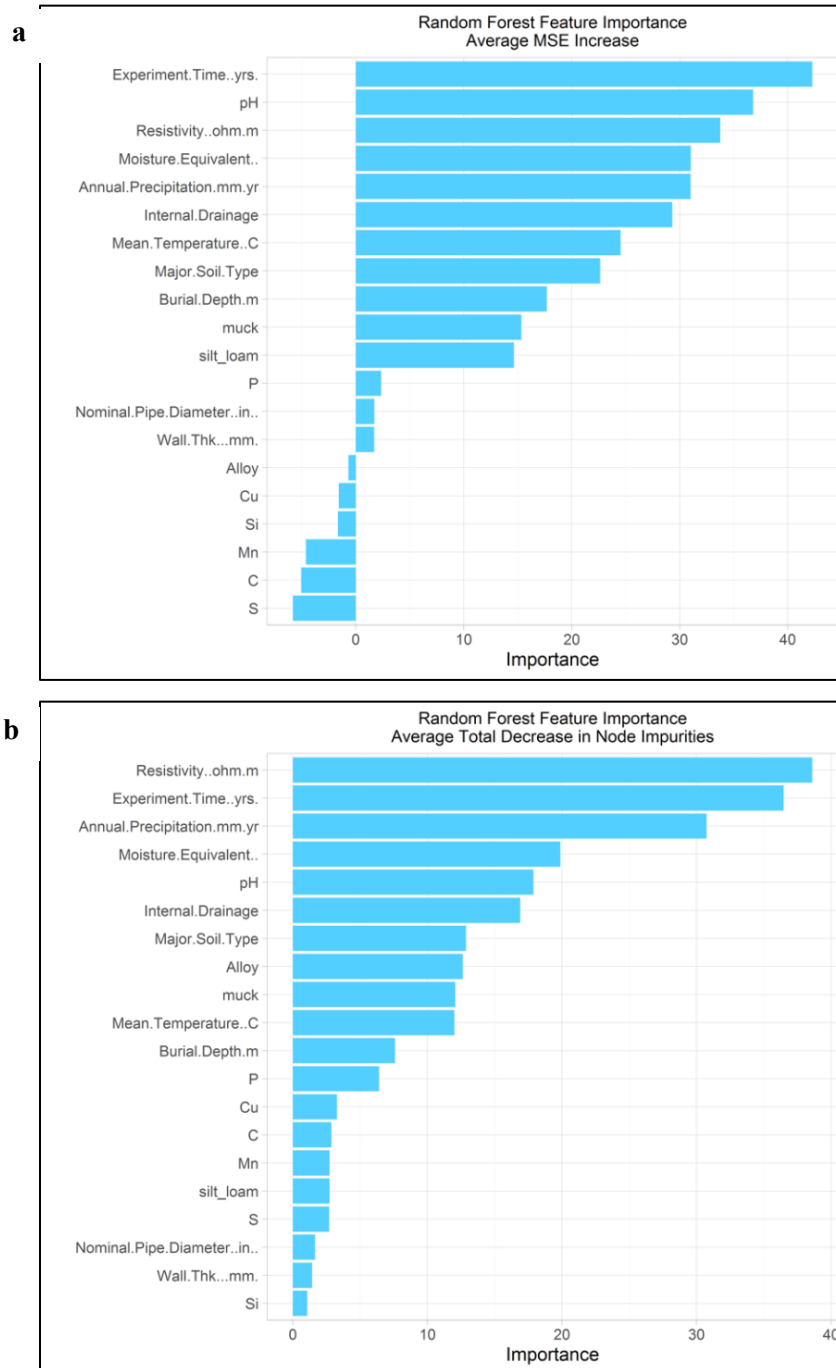 a
Random Forest Feature Importance
Average MSE Increase
Experiment.Time..yrs.
pH
Resistivity..ohm.m
Moisture.Equivalent..
Annual.Precipitation.mm.yr
Internal.Drainage
Mean.Temperature..C
Major.Soil.Type
Burial.Depth.m
muck
silt_loam
P
Nominal.Pipe.Diameter..in..
Wall.Thk...mm.
Alloy
Cu
Si
Mn
C
S
0 10 20 30 40
Importance
b
Random Forest Feature Importance
Average Total Decrease in Node Impurities
Resistivity..ohm.m
Experiment.Time..yrs.
Annual.Precipitation.mm.yr
Moisture.Equivalent..
pH
Internal.Drainage
Major.Soil.Type
Alloy
muck
Mean.Temperature..C
Burial.Depth.m
P
Cu
C
Mn
silt_loam
S
Nominal.Pipe.Diameter..in..
Wall.Thk...mm.
Si
0 10 20 30 40
Importance